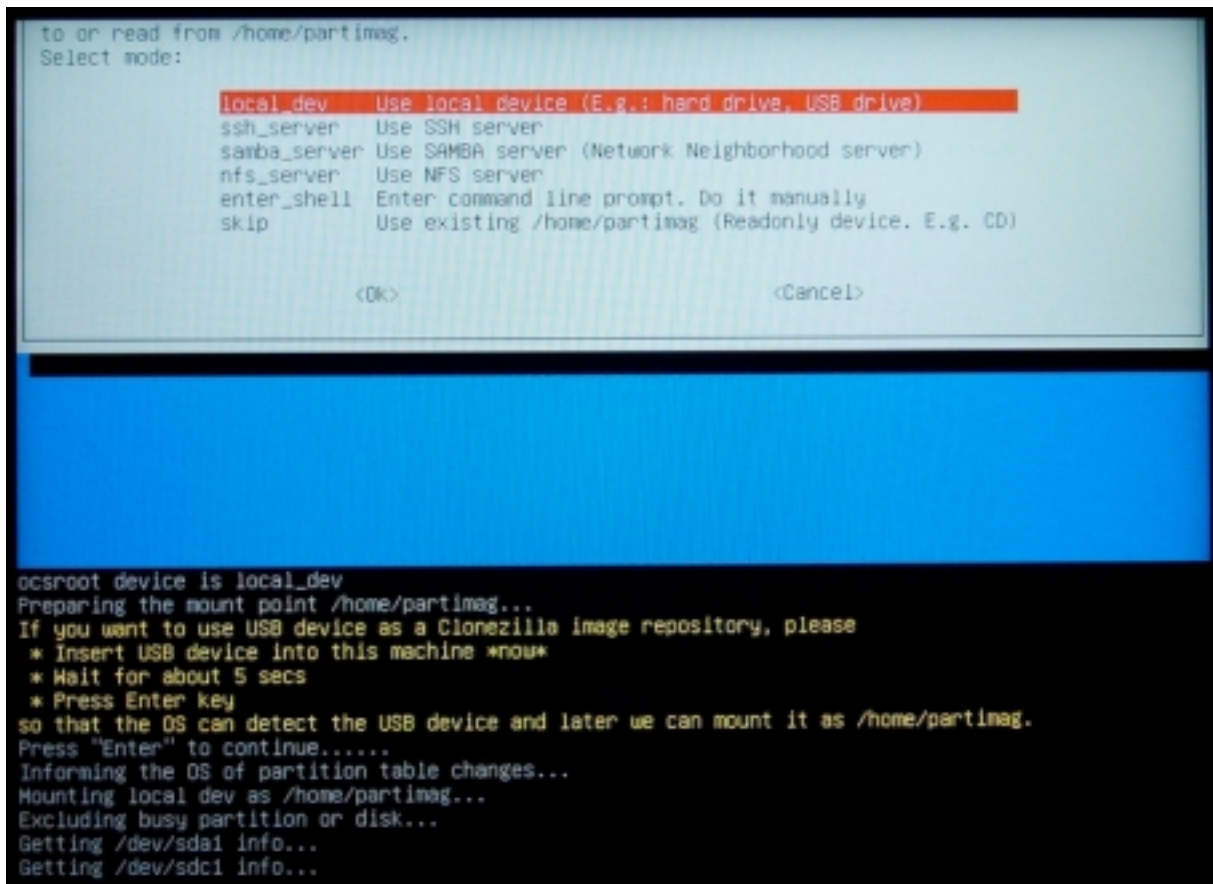 to or read from /home/partimag.
Select mode:
local_dev Use local device (E.g.: hard drive, USB drive)
ssh_server Use SSH server
samba_server Use SAMBA server (Network Neighborhood server)
nfs_server Use NFS server
enter_shell Enter command line prompt. Do it manually
skip Use existing /home/partimag (Readonly device. E.g. CD)
<Ok> <Cancel>
ocsroot device is local_dev
Preparing the mount point /home/partimag...
If you want to use USB device as a Clonezilla image repository, please
* Insert USB device into this machine *now*
* Wait for about 5 secs
* Press Enter key
so that the OS can detect the USB device and later we can mount it as /home/partimag.
Press "Enter" to continue......
Informing the OS of partition table changes...
Mounting local dev as /home/partimag...
Excluding busy partition or disk...
Getting /dev/sda1 info...
Getting /dev/sdc1 info...